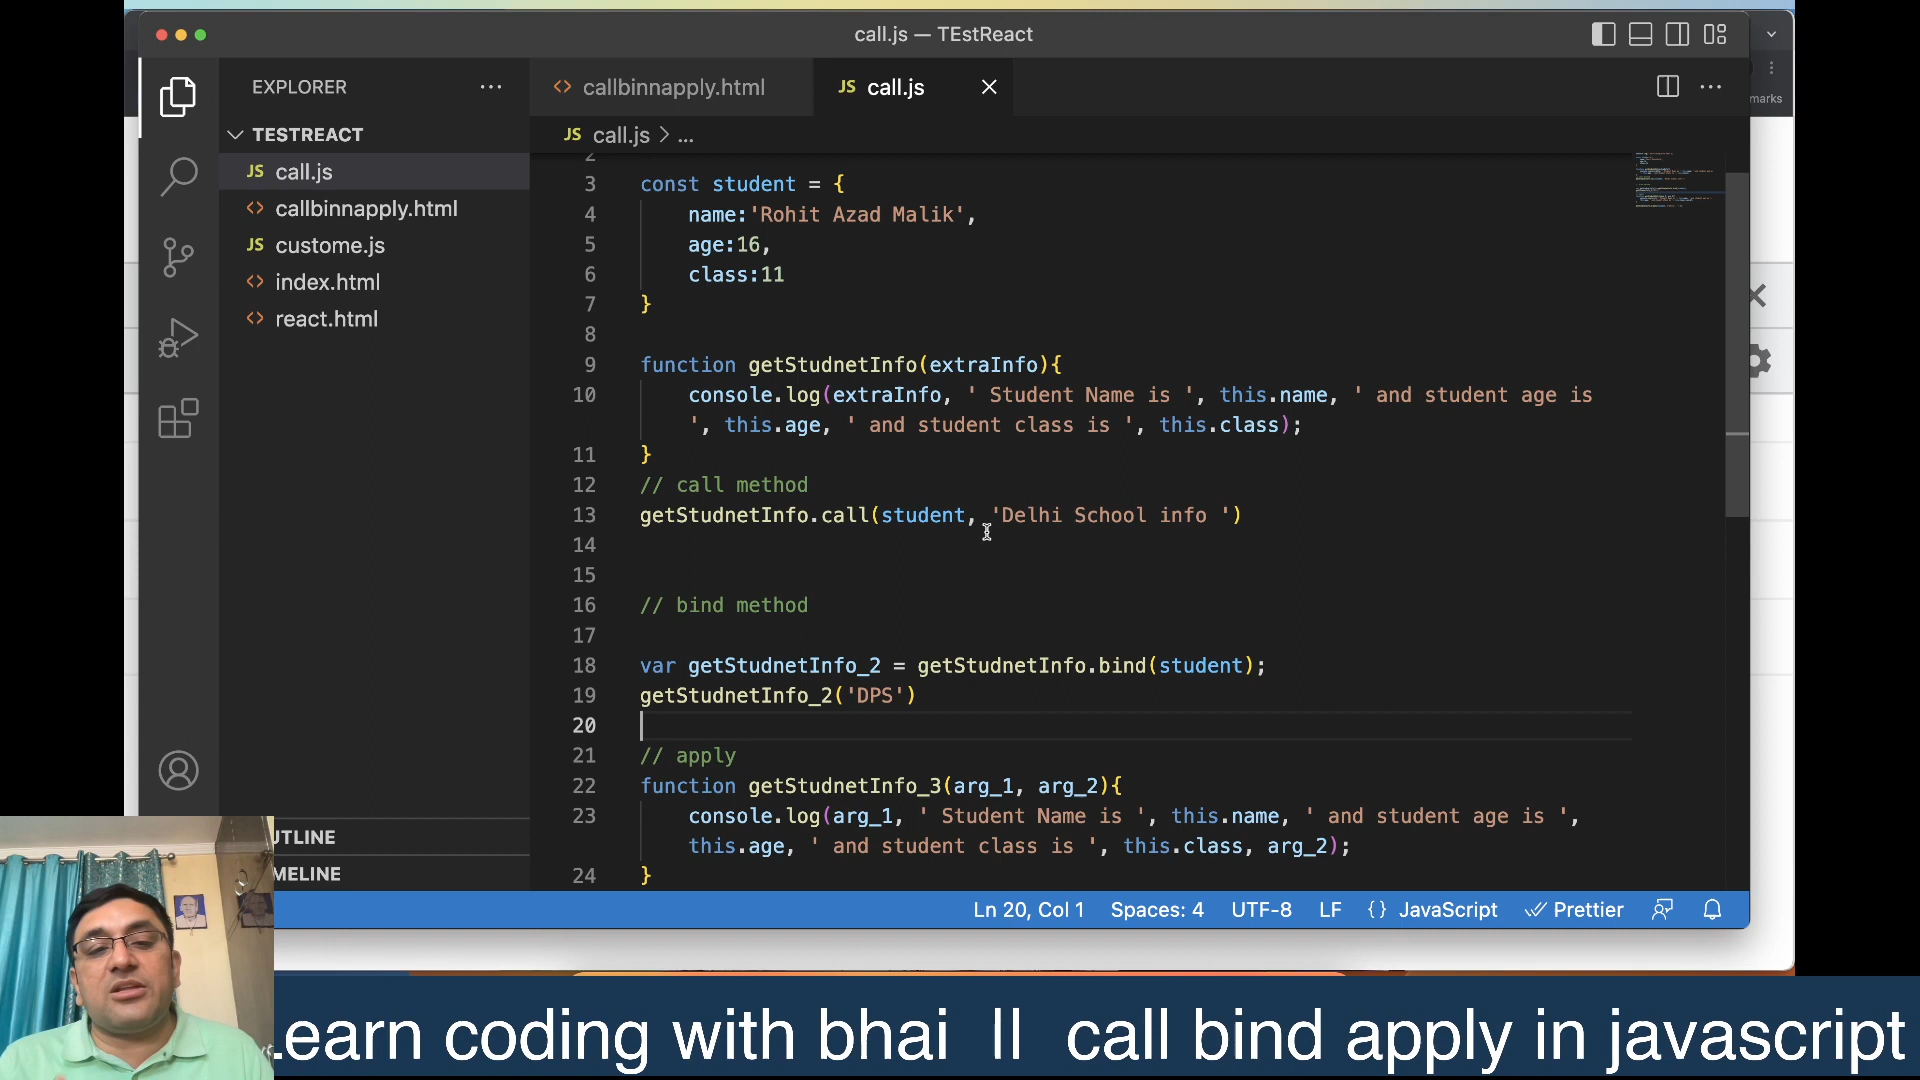 call.js — TEstReact
marks
EXPLORER
TESTREACT
JS call.js
<> callbinnapply.html
JS custome.js
<> index.html
<> react.html
UTLINE
MELINE
<> callbinnapply.html
JS call.js
JS call.js > ...
2
3 const student = {
4 name:'Rohit Azad Malik',
5 age:16,
6 class:11
7 }
8
9 function getStudnetInfo(extraInfo){
10 console.log(extraInfo, ' Student Name is ', this.name, ' and student age is
', this.age, ' and student class is ', this.class);
11 }
12 // call method
13 getStudnetInfo.call(student, 'Delhi School info ')
14
15
16 // bind method
17
18 var getStudnetInfo_2 = getStudnetInfo.bind(student);
19 getStudnetInfo_2('DPS')
20
21 // apply
22 function getStudnetInfo_3(arg_1, arg_2){
23 console.log(arg_1, ' Student Name is ', this.name, ' and student age is ',
this.age, ' and student class is ', this.class, arg_2);
24 }
Ln 20, Col 1 Spaces: 4 UTF-8 LF {} JavaScript Prettier
earn coding with bhai || call bind apply in javascript